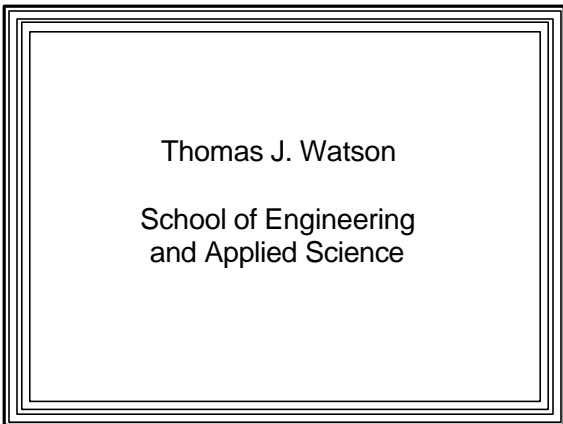 Thomas J. Watson
School of Engineering
and Applied Science